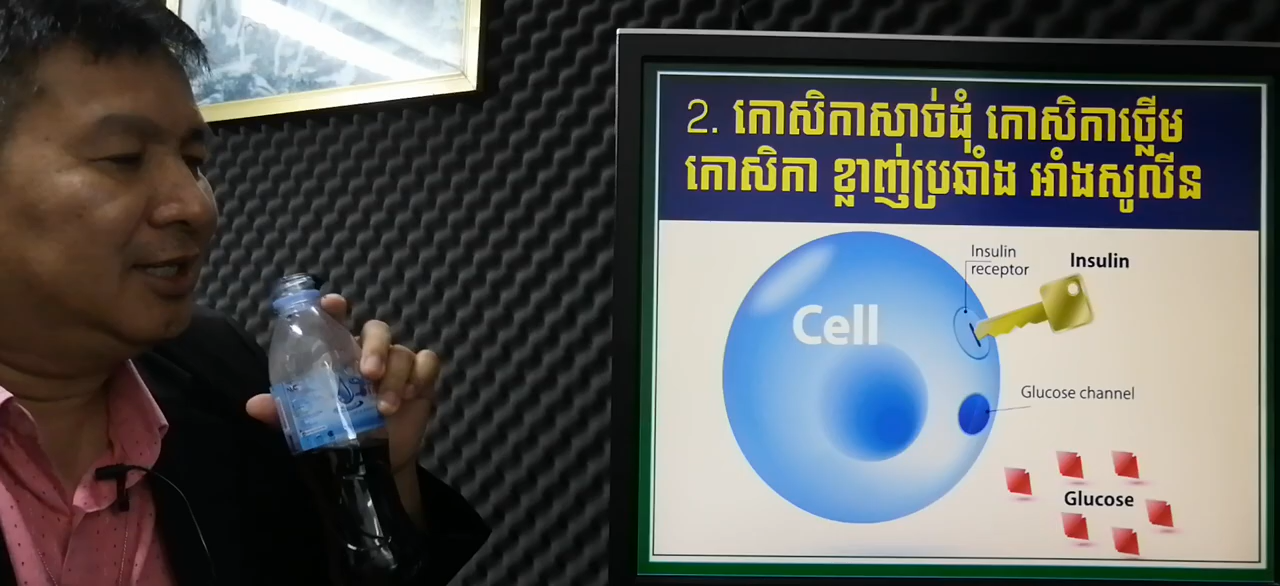 2. កោសិកាសាច់ដុំ កោសិកាថ្លើម
កោសិកា ខ្លាញ់ប្រឆាំង អាំងសូលីន
Insulin
receptor
Insulin
Cell
Glucose channel
Glucose